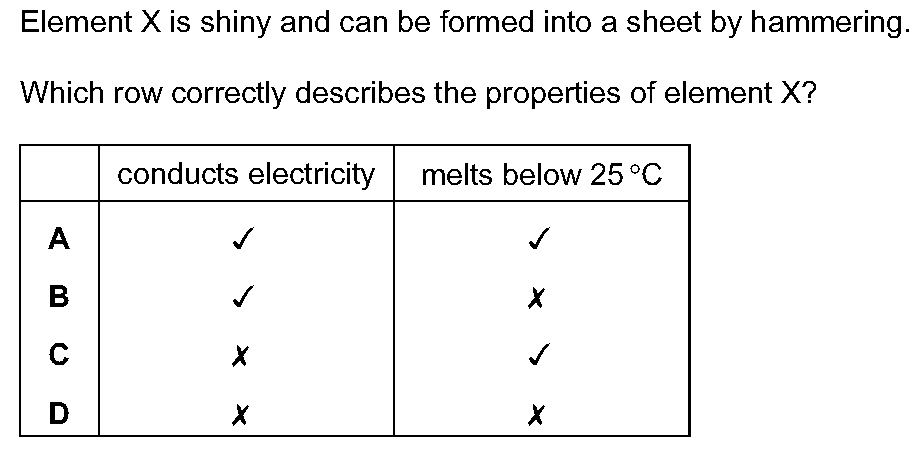 Element X is shiny and can be formed into a sheet by hammering.
Which row correctly describes the properties of element X?
conducts electricity melts below 25 °C
A ✓ ✓
B ✓ ✗
C ✗ ✓
D ✗ ✗